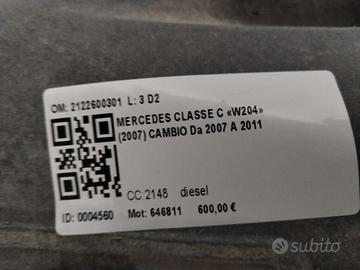 OM: 2122600301 L: 3 D2
MERCEDES CLASSE C «W204»
(2007) CAMBIO Da 2007 A 2011
CC:2148 diesel
ID: 0004560 Mot: 646811 600,00 €
subito